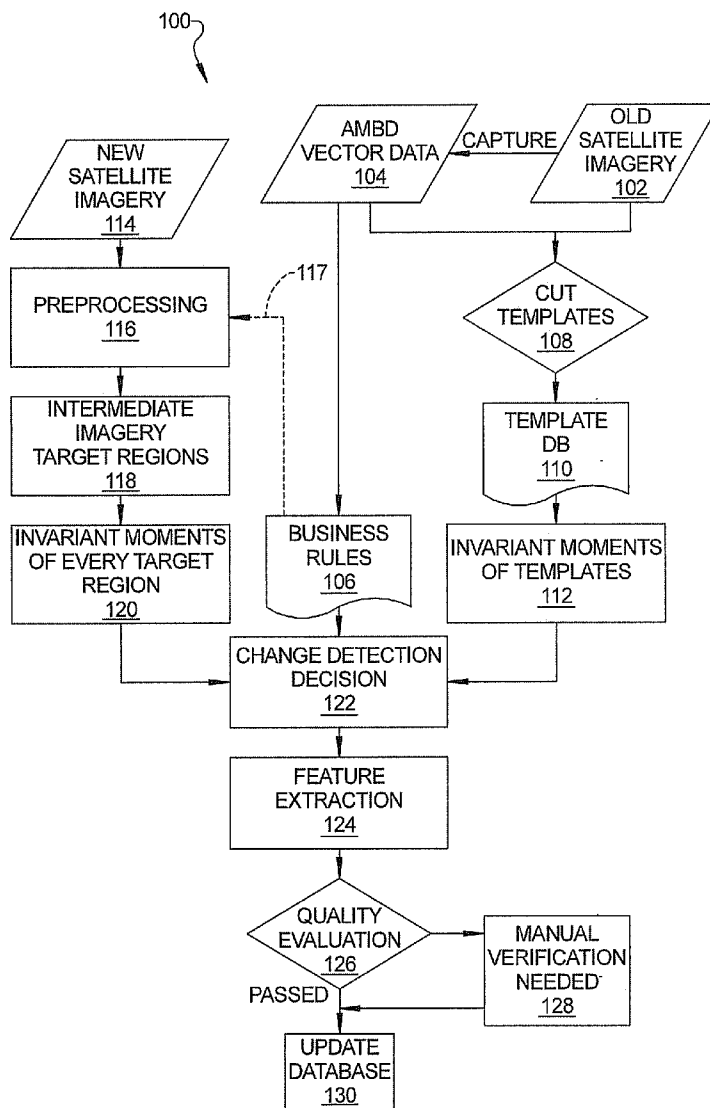 100
NEW
SATELLITE
IMAGERY
114
AMBD
VECTOR DATA
104
CAPTURE
OLD
SATELLITE
IMAGERY
102
PREPROCESSING
116
117
CUT
TEMPLATES
108
INTERMEDIATE
IMAGERY
TARGET REGIONS
118
TEMPLATE
DB
110
INVARIANT MOMENTS
OF EVERY TARGET
REGION
120
BUSINESS
RULES
106
INVARIANT MOMENTS
OF TEMPLATES
112
CHANGE DETECTION
DECISION
122
FEATURE
EXTRACTION
124
QUALITY
EVALUATION
126
PASSED
MANUAL
VERIFICATION
NEEDED
128
UPDATE
DATABASE
130